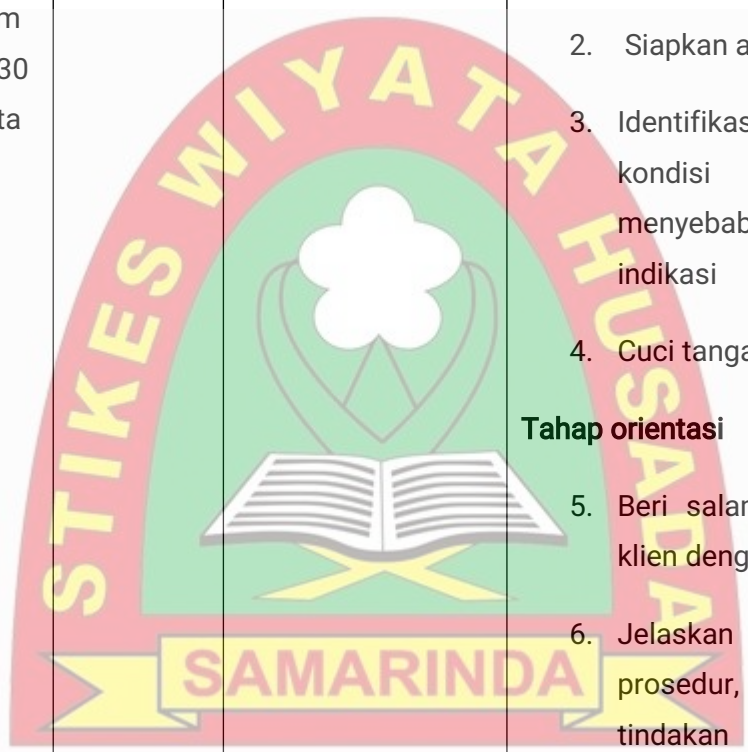 m
30
ta
2. Siapkan a
3. Identifikas
kondisi
menyebab
indikasi
4. Cuci tanga
Tahap orientasi
5. Beri salar
klien deng
6. Jelaskan
prosedur,
tindakan
STIKES WIYATA HUSADA
SAMARINDA